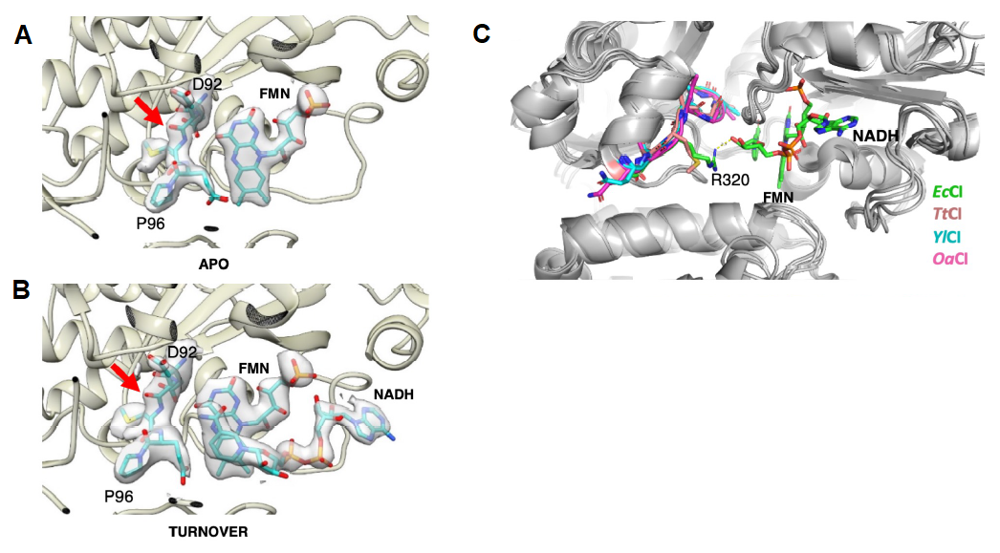 A
D92
FMN
P96
APO
B
D92
FMN
NADH
P96
TURNOVER
C
NADH
R320
FMN
EcCI
TtCI
YlCI
OaCI